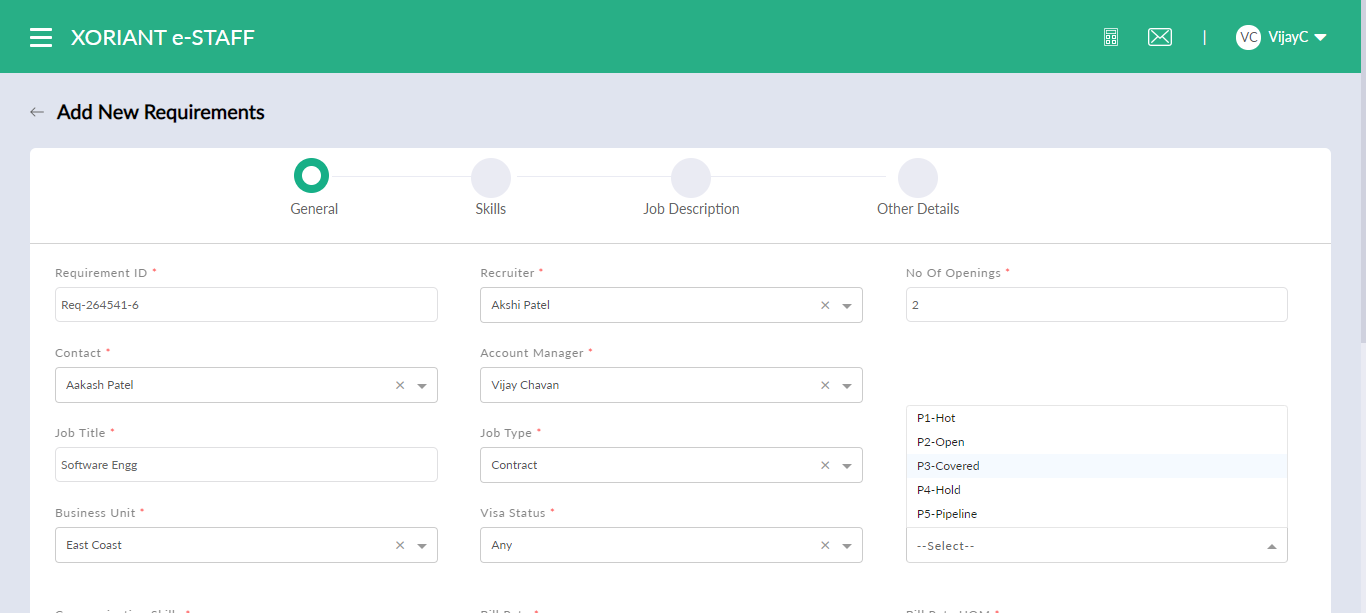 XORIANT e-STAFF
VC VijayC
Add New Requirements
General Skills Job Description Other Details
Requirement ID * Recruiter * No Of Openings *
Req-264541-6 Akshi Patel 2
Contact * Account Manager *
Aakash Patel Vijay Chavan
Job Title * Job Type *
Software Engg Contract
P1-Hot
P2-Open
P3-Covered
P4-Hold
P5-Pipeline
Business Unit * Visa Status *
East Coast Any --Select--